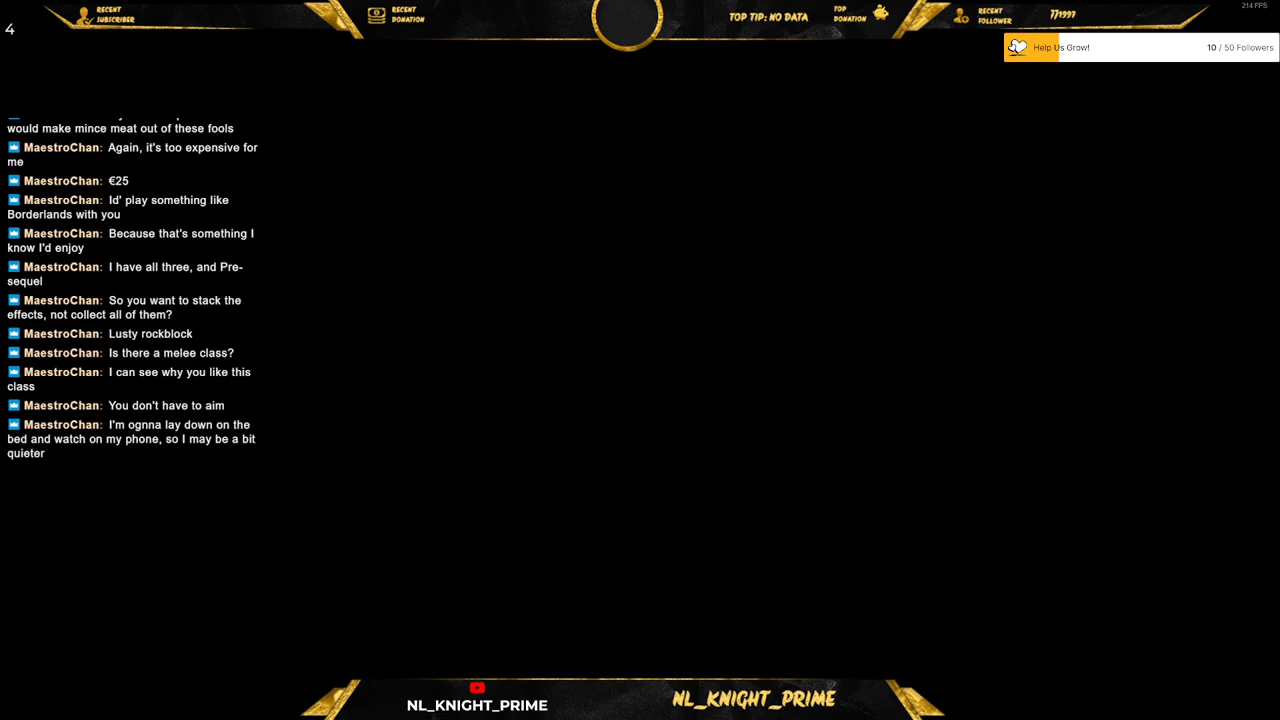 RECENT
SUBSCRIBER
RECENT
DONATION
TOP TIP: NO DATA
TOP
DONATION
RECENT
FOLLOWER
771997
214 FPS
4
Help Us Grow!
10 / 50 Followers
would make mince meat out of these fools
MaestroChan: Again, it's too expensive for
me
MaestroChan: €25
MaestroChan: Id' play something like
Borderlands with you
MaestroChan: Because that's something I
know I'd enjoy
MaestroChan: I have all three, and Pre-
sequel
MaestroChan: So you want to stack the
effects, not collect all of them?
MaestroChan: Lusty rockblock
MaestroChan: Is there a melee class?
MaestroChan: I can see why you like this
class
MaestroChan: You don't have to aim
MaestroChan: I'm ognna lay down on the
bed and watch on my phone, so I may be a bit
quieter
NL_KNIGHT_PRIME
NL_KNIGHT_PRIME